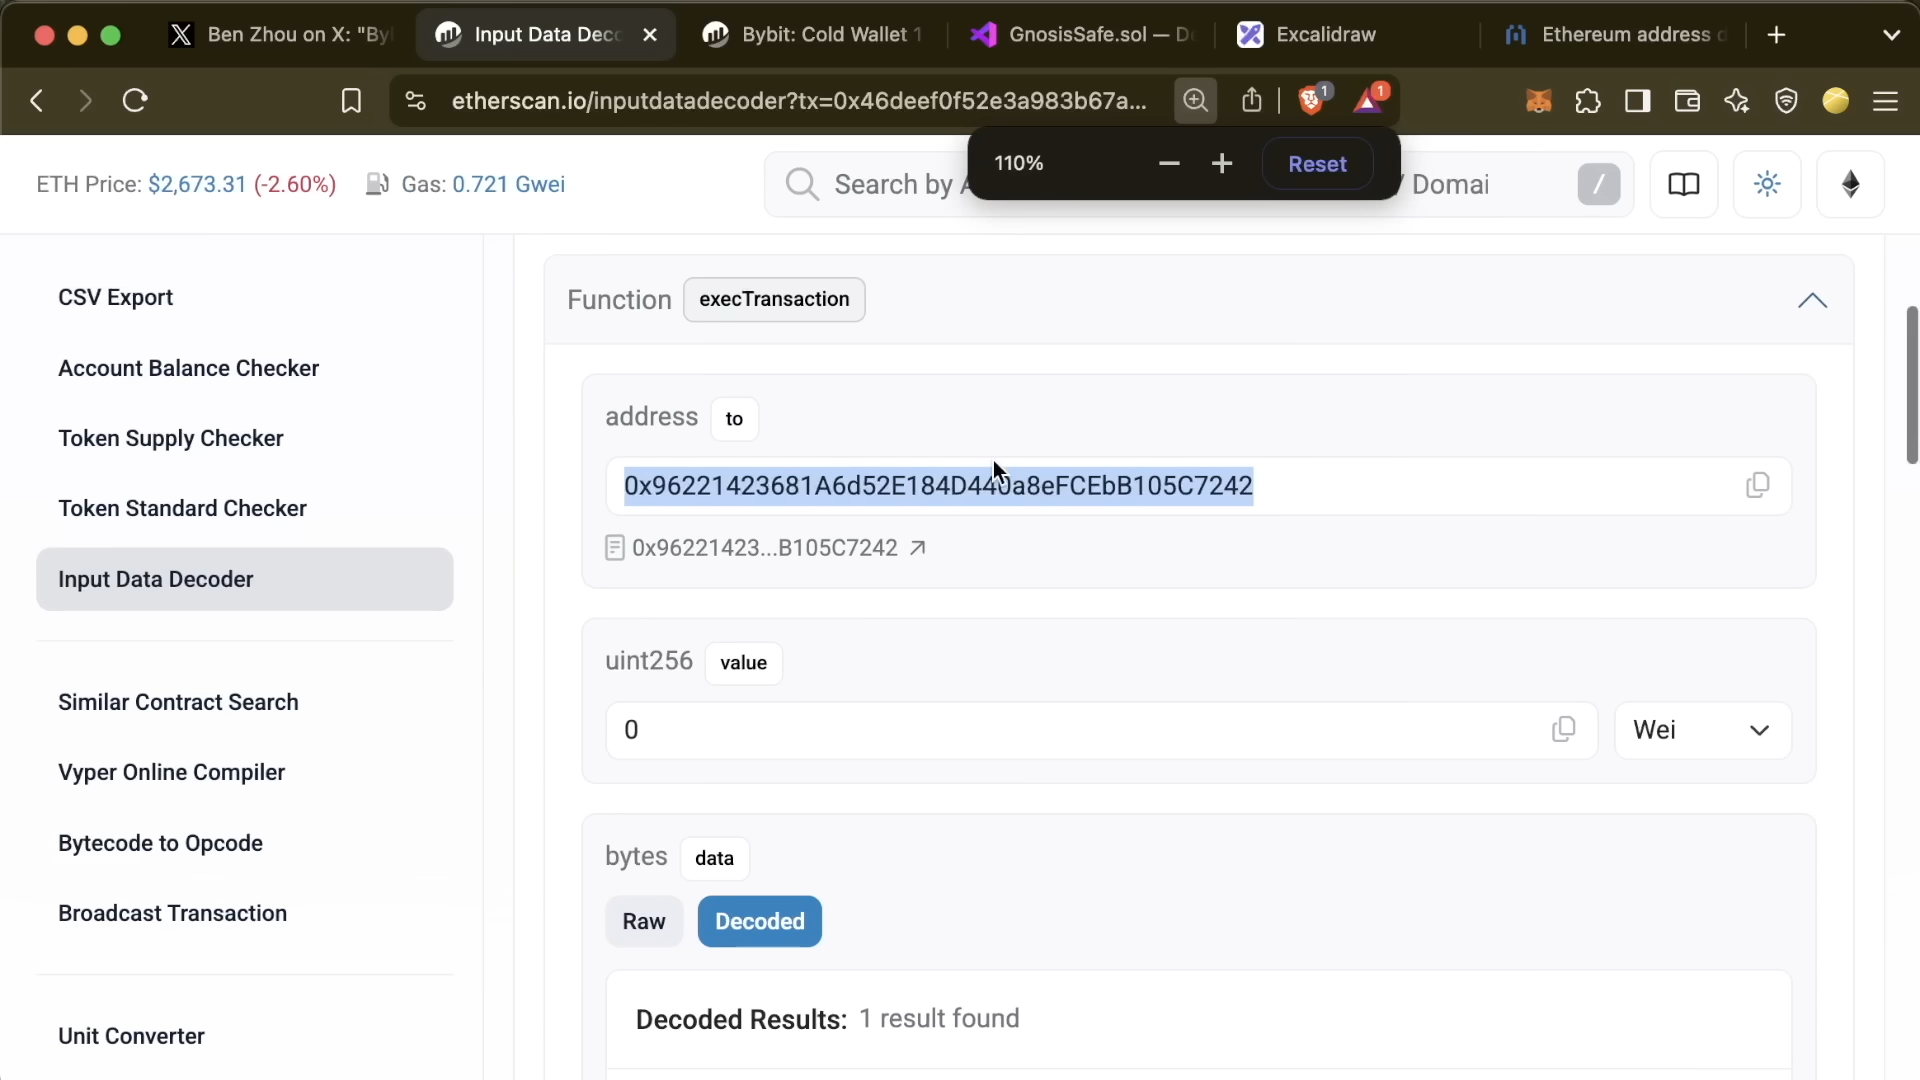 Ben Zhou on X: "By
Input Data Dec
Bybit: Cold Wallet 1
GnosisSafe.sol — De
Excalidraw
Ethereum address d
etherscan.io/inputdatadecoder?tx=0x46deef0f52e3a983b67a...
1
1
110%
Reset
ETH Price: $2,673.31 (-2.60%)
Gas: 0.721 Gwei
Search by A
/ Domai
/
CSV Export
Account Balance Checker
Token Supply Checker
Token Standard Checker
Input Data Decoder
Similar Contract Search
Vyper Online Compiler
Bytecode to Opcode
Broadcast Transaction
Unit Converter
Function execTransaction
address to
0x96221423681A6d52E184D440a8eFCEbB105C7242
0x96221423...B105C7242
uint256 value
0
Wei
bytes data
Raw
Decoded
Decoded Results: 1 result found